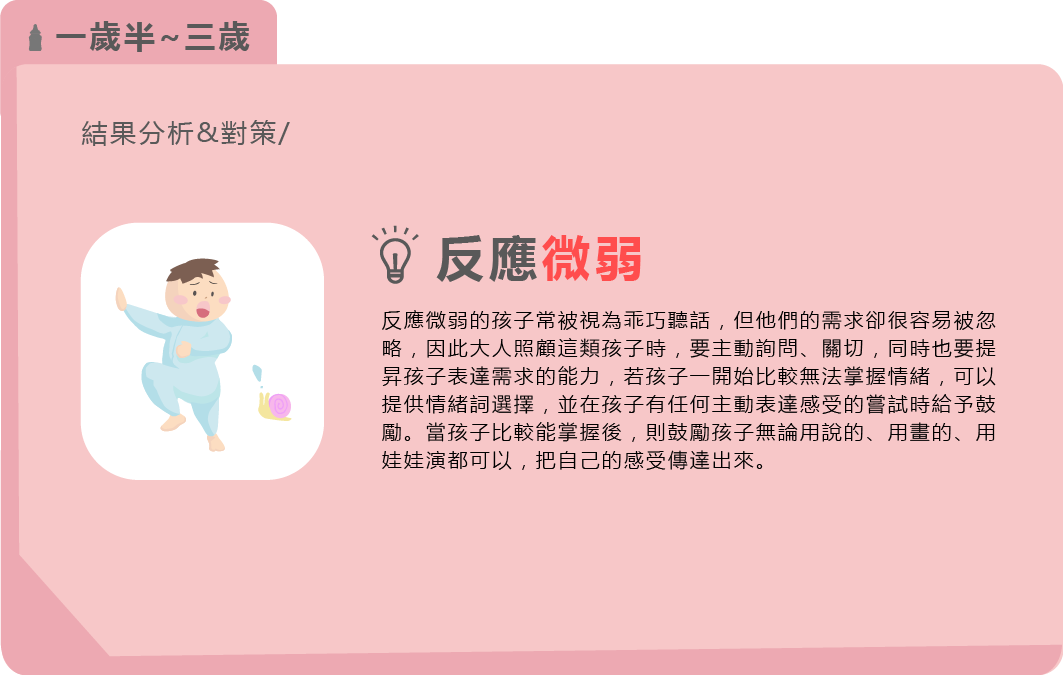 一歲半~三歲
結果分析&對策/
反應微弱
反應微弱的孩子常被視為乖巧聽話，但他們的需求卻很容易被忽
略，因此大人照顧這類孩子時，要主動詢問、關切，同時也要提
昇孩子表達需求的能力，若孩子一開始比較無法掌握情緒，可以
提供情緒詞選擇，並在孩子有任何主動表達感受的嘗試時給予鼓
勵。當孩子比較能掌握後，則鼓勵孩子無論用說的、用畫的、用
娃娃演都可以，把自己的感受傳達出來。